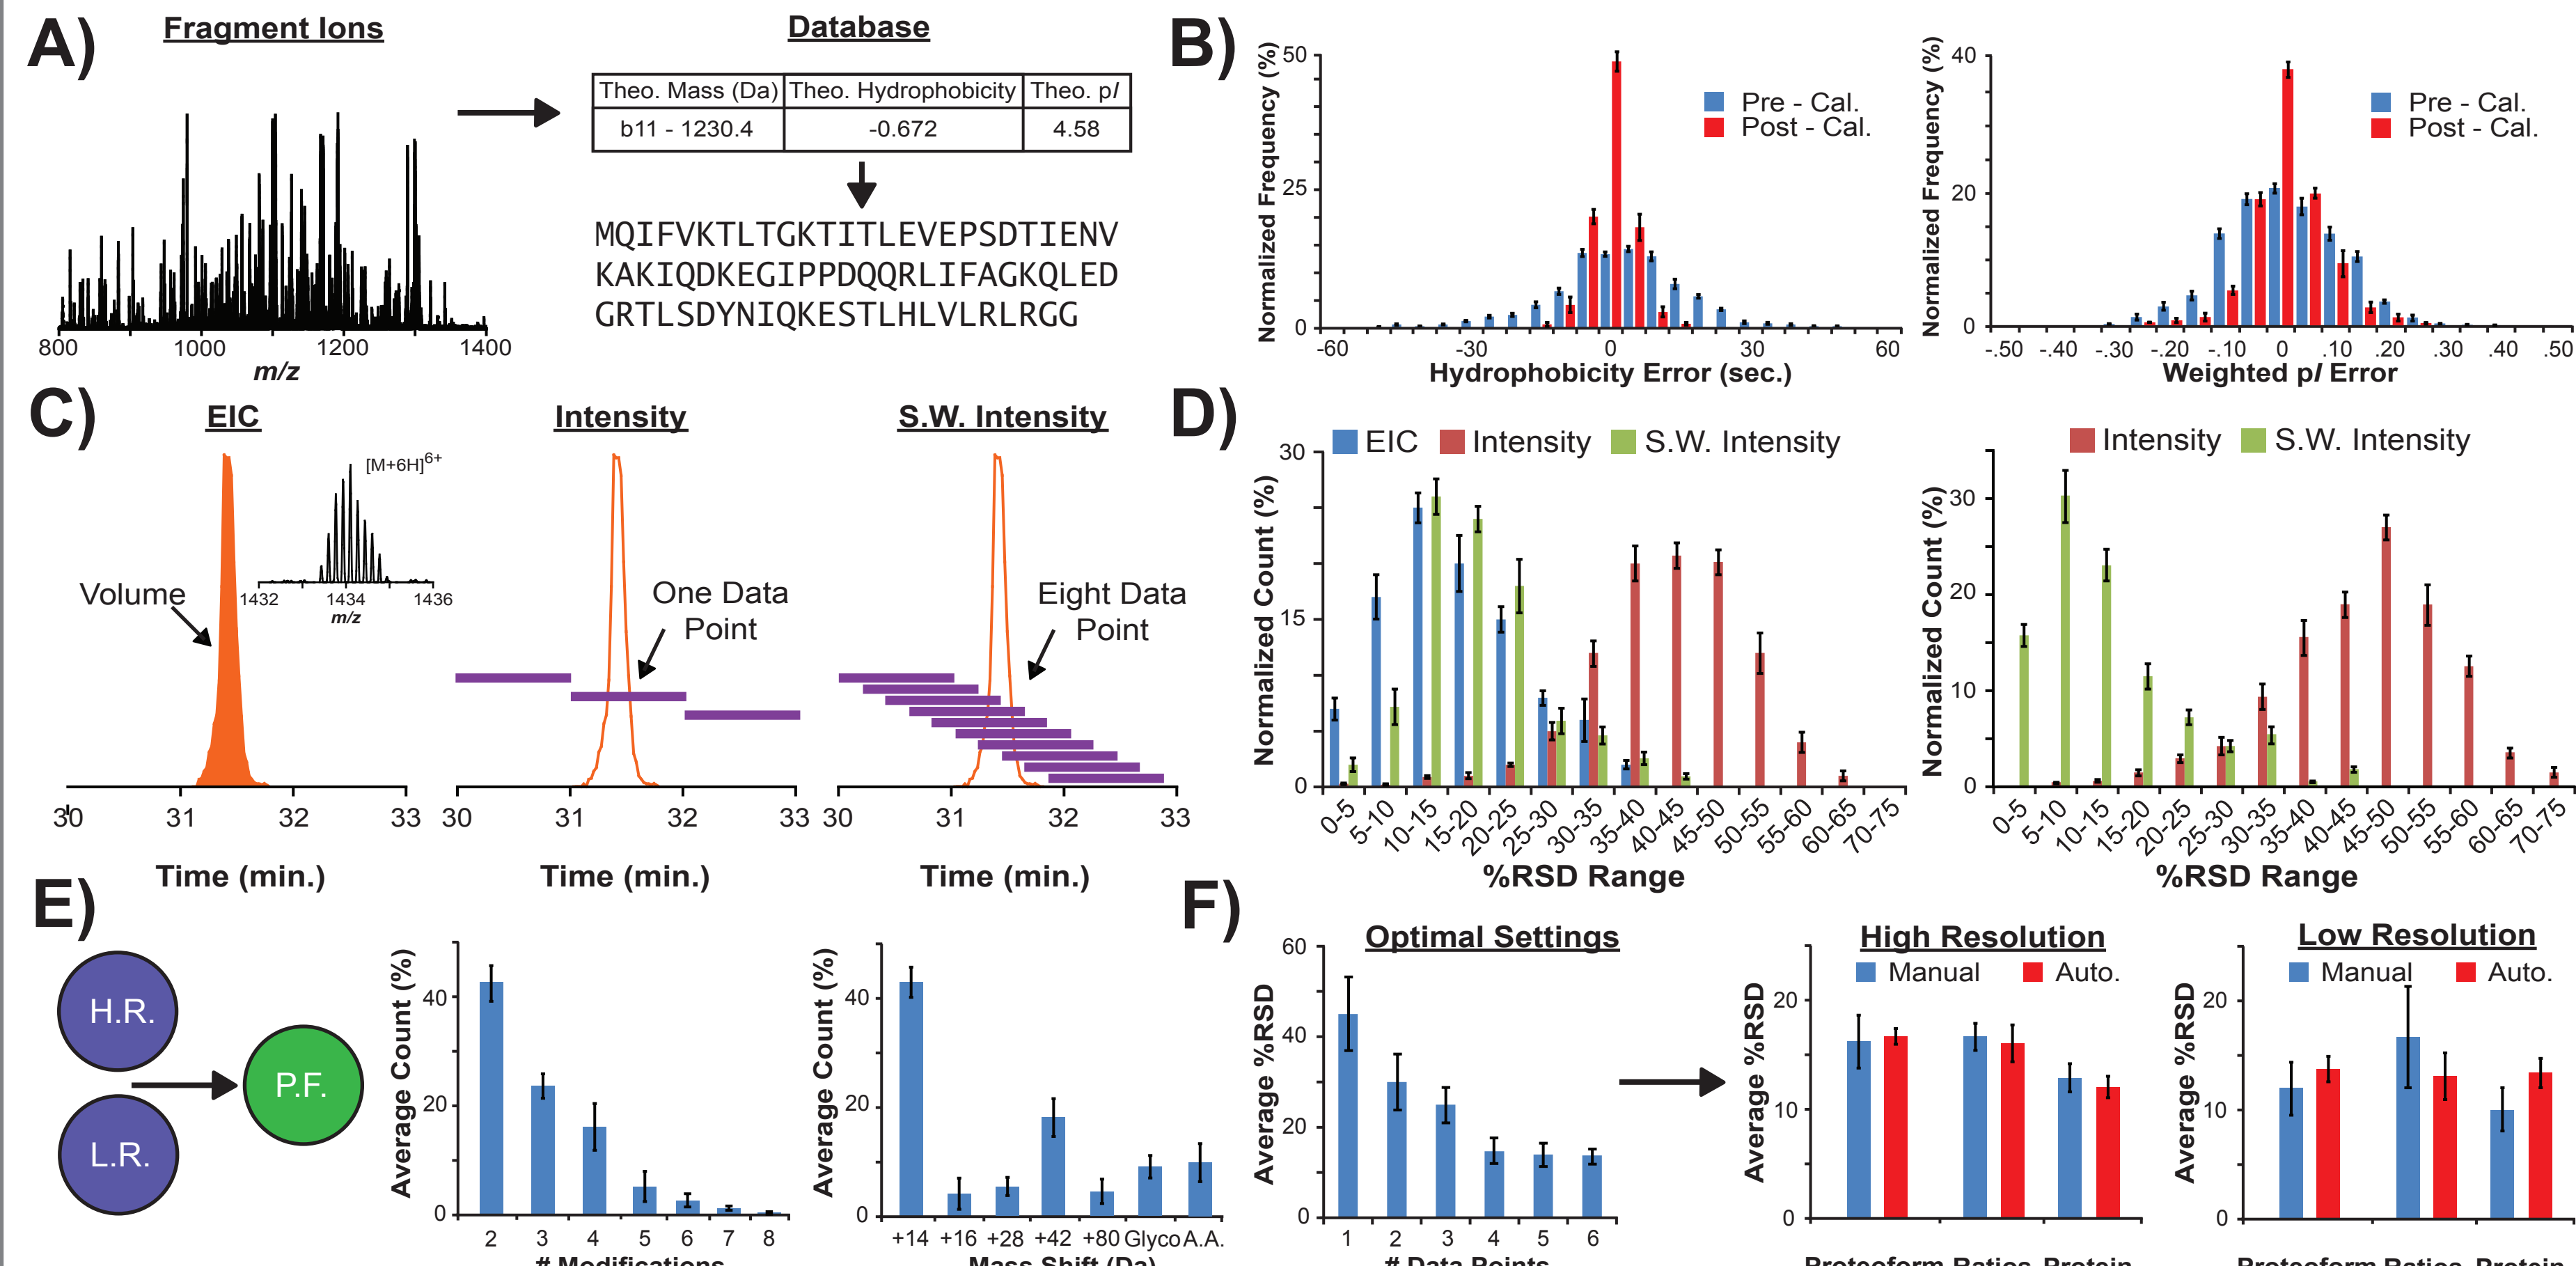 A)
Fragment Ions
800 1000 1200 1400
m/z
Database
Theo. Mass (Da) Theo. Hydrophobicity Theo. pI
b11 - 1230.4 -0.672 4.58
MQIFVKTLTGKTITLEVEPSDTIENV
KAKIQDKEGIPPDQQRLIFAGKQLED
GRTLSDYNIQKESTLHLVLRLRGG
B)
Normalized Frequency (%)
50
25
0
Pre - Cal.
Post - Cal.
-60 -30 0 30 60
Hydrophobicity Error (sec.)
Normalized Frequency (%)
40
20
0
Pre - Cal.
Post - Cal.
-.50 -.40 -.30 -.20 -.10 0 .10 .20 .30 .40 .50
Weighted pI Error
C)
EIC
[M+6H]6+
Volume
1432 1434 1436
m/z
30 31 32 33
Time (min.)
Intensity
One Data
Point
30 31 32 33
Time (min.)
S.W. Intensity
Eight Data
Point
30 31 32 33
Time (min.)
D)
EIC Intensity S.W. Intensity
Normalized Count (%)
30
15
0
0-5 5-10 10-15 15-20 20-25 25-30 30-35 35-40 40-45 45-50 50-55 55-60 60-65 70-75
%RSD Range
Intensity S.W. Intensity
Normalized Count (%)
30
20
10
0
0-5 5-10 10-15 15-20 20-25 25-30 30-35 35-40 40-45 45-50 50-55 55-60 60-65 70-75
%RSD Range
E)
H.R.
L.R.
P.F.
Average Count (%)
40
20
0
2 3 4 5 6 7 8
# Modifications
Average Count (%)
40
20
0
+14 +16 +28 +42 +80 Glyco A.A.
Mass Shift (Da)
F)
Optimal Settings
Average %RSD
60
40
20
0
1 2 3 4 5 6
# Data Points
High Resolution
Manual Auto.
Average %RSD
20
10
0
Proteoform Ratios Protein
Low Resolution
Manual Auto.
Average %RSD
20
10
0
Proteoform Ratios Protein